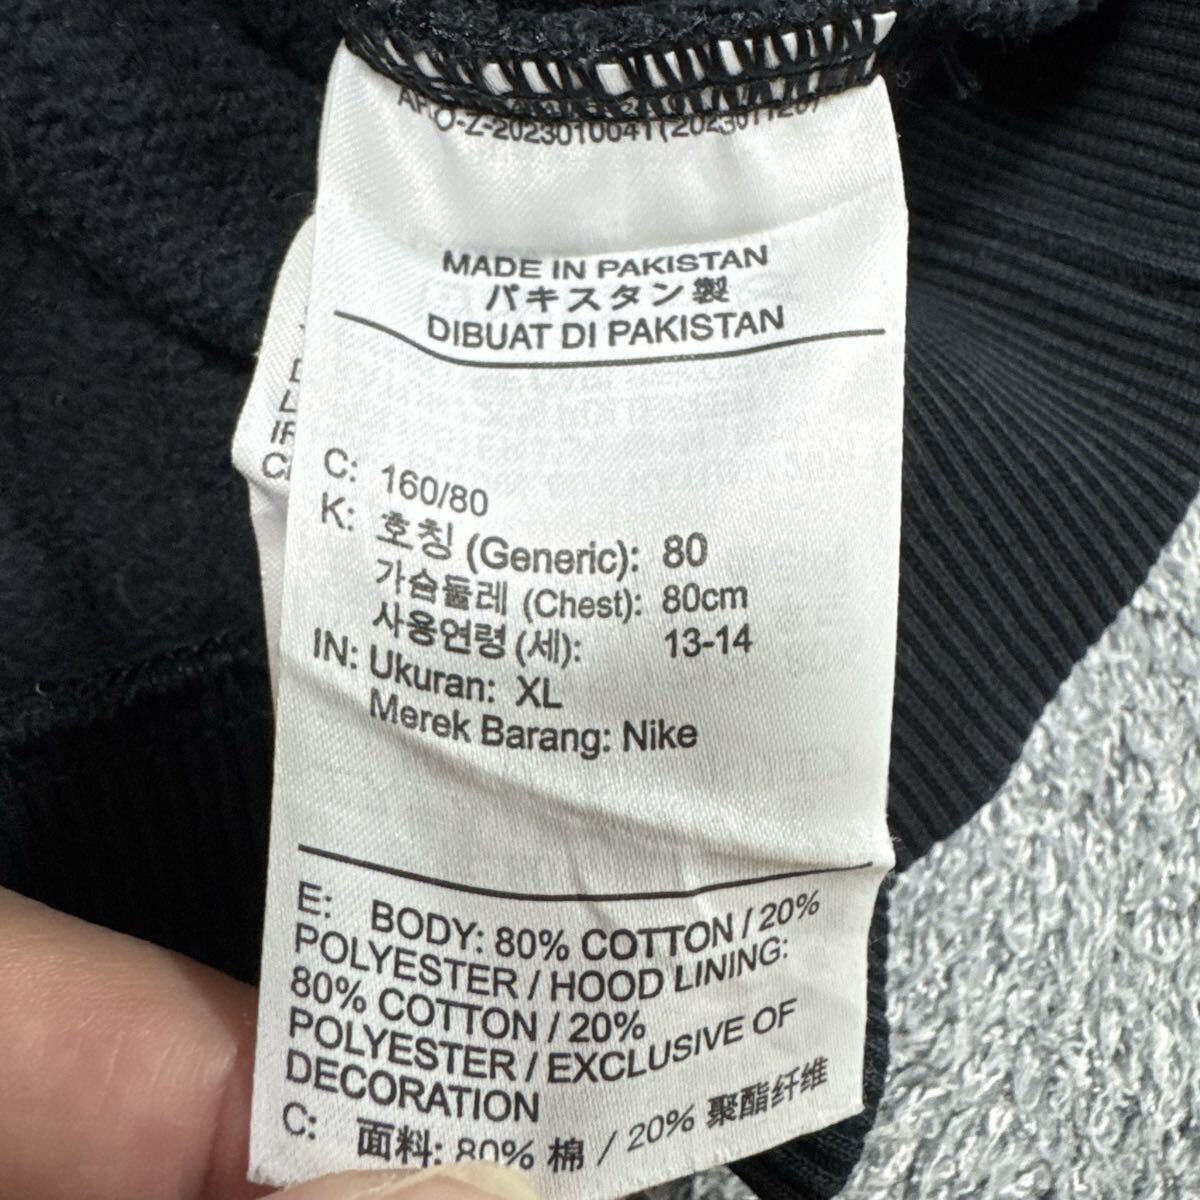 MADE IN PAKISTAN
パキスタン製
DIBUAT DI PAKISTAN
C: 160/80
K: 호칭 (Generic): 80
가슴둘레 (Chest): 80cm
사용연령 (세): 13-14
IN: Ukuran: XL
Merek Barang: Nike
E: BODY: 80% COTTON / 20%
POLYESTER / HOOD LINING:
80% COTTON / 20%
POLYESTER / EXCLUSIVE OF
DECORATION
C: 面料: 80% 棉 / 20% 聚酯纤维